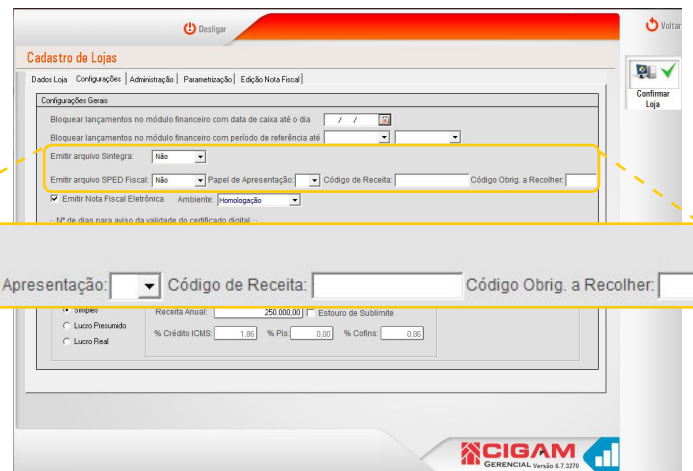 Desligar
Voltar
Cadastro de Lojas
Dados Loja Configurações Administração Parametrização Edição Nota Fiscal
Confirmar
Loja
Configurações Gerais
Bloquear lançamentos no módulo financeiro com data de caixa até o dia / /
Bloquear lançamentos no módulo financeiro com período de referência até
Emitir arquivo Sintegra: Não
Emitir arquivo SPED Fiscal: Não Papel de Apresentação: Código de Receita: Código Obrig. a Recolher:
Emitir Nota Fiscal Eletrônica Ambiente: Homologação
Nº de dias para aviso da validade do certificado digital
Apresentação: Código de Receita: Código Obrig. a Recolher:
Simples Receita Anual: 250.000,00 Estouro de Sublimite
Lucro Presumido
% Crédito ICMS: 1,86 % Pis: 0,00 % Cofins: 0,86
Lucro Real
CIGAM
GERENCIAL Versão 6.7.3270